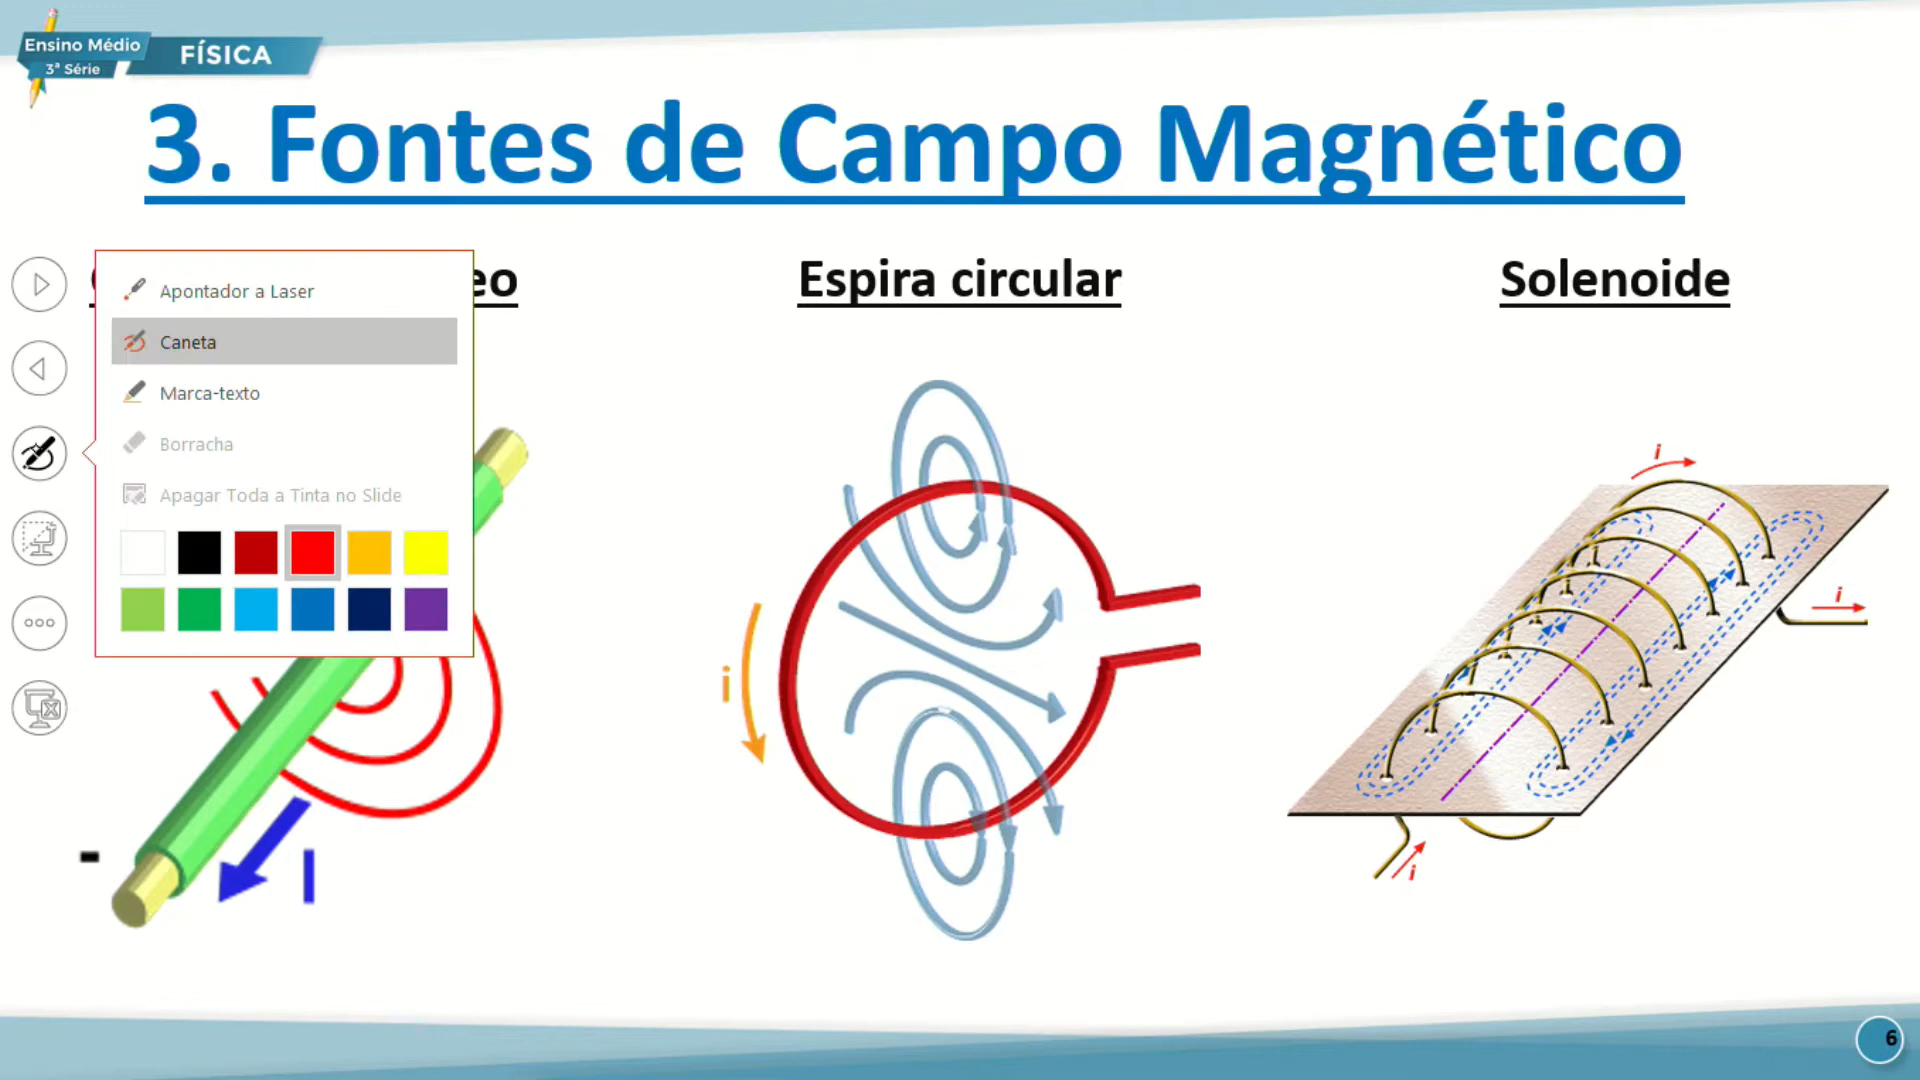 Ensino Médio
3ª Série
FÍSICA
3. Fontes de Campo Magnético
eo
Espira circular
Solenoide
Apontador a Laser
Caneta
Marca-texto
Borracha
Apagar Toda a Tinta no Slide
i
i
i
i
- I
6